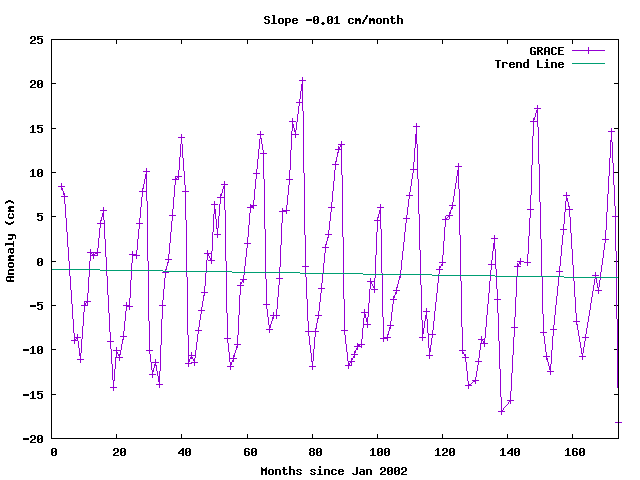 Slope -0.01 cm/month
GRACE
Trend Line
25
20
15
10
5
0
-5
-10
-15
-20
Anomaly (cm)
0 20 40 60 80 100 120 140 160
Months since Jan 2002